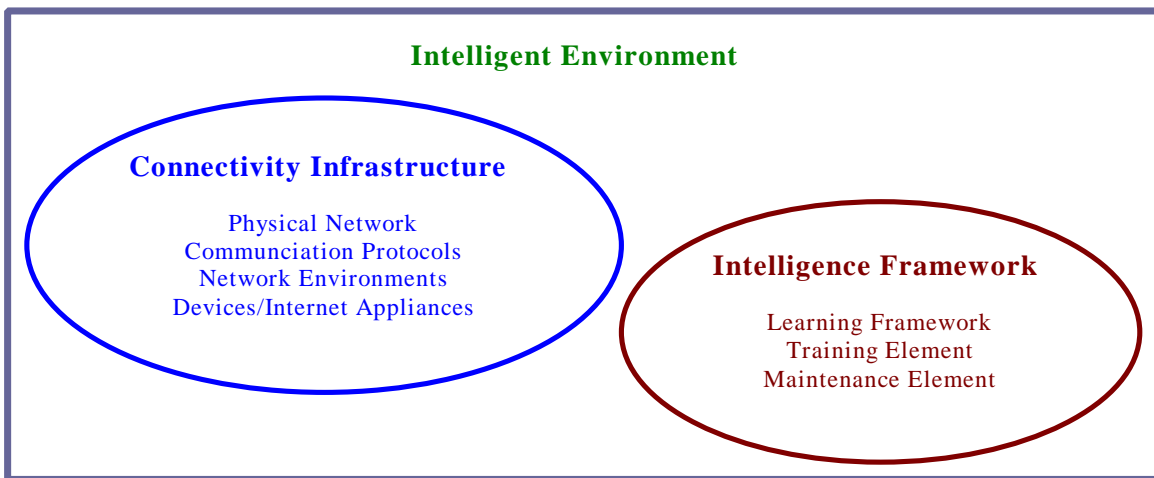 Intelligent Environment
Connectivity Infrastructure
Physical Network
Communciation Protocols
Network Environments
Devices/Internet Appliances
Intelligence Framework
Learning Framework
Training Element
Maintenance Element